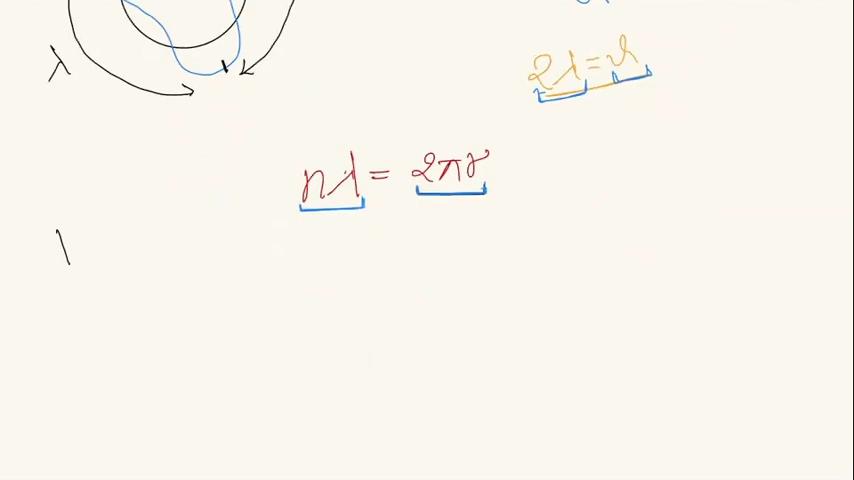 λ
2λ=
nλ = 2πr